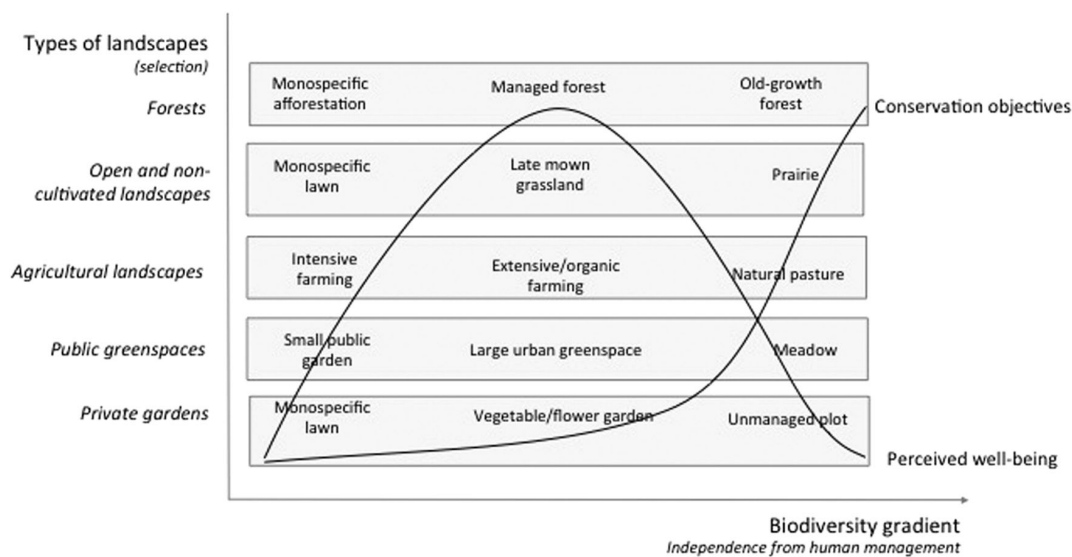 Types of landscapes
(selection)
Forests
Monospecific
afforestation
Managed forest
Old-growth
forest
Conservation objectives
Open and non-
cultivated landscapes
Monospecific
lawn
Late mown
grassland
Prairie
Agricultural landscapes
Intensive
farming
Extensive/organic
farming
Natural pasture
Public greenspaces
Small public
garden
Large urban greenspace
Meadow
Private gardens
Monospecific
lawn
Vegetable/flower garden
Unmanaged plot
Perceived well-being
Biodiversity gradient
Independence from human management